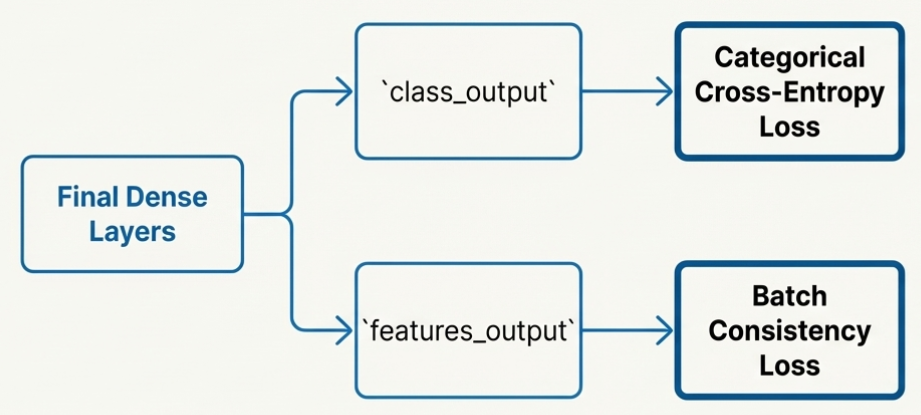 Final Dense
Layers
`class_output`
Categorical
Cross-Entropy
Loss
`features_output`
Batch
Consistency
Loss